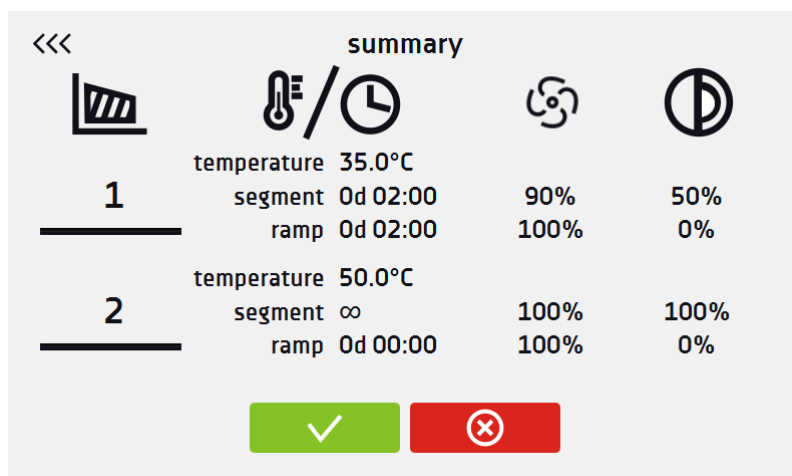 <<< summary
temperature 35.0°C
1 segment 0d 02:00 90% 50%
ramp 0d 02:00 100% 0%
temperature 50.0°C
2 segment ∞ 100% 100%
ramp 0d 00:00 100% 0%